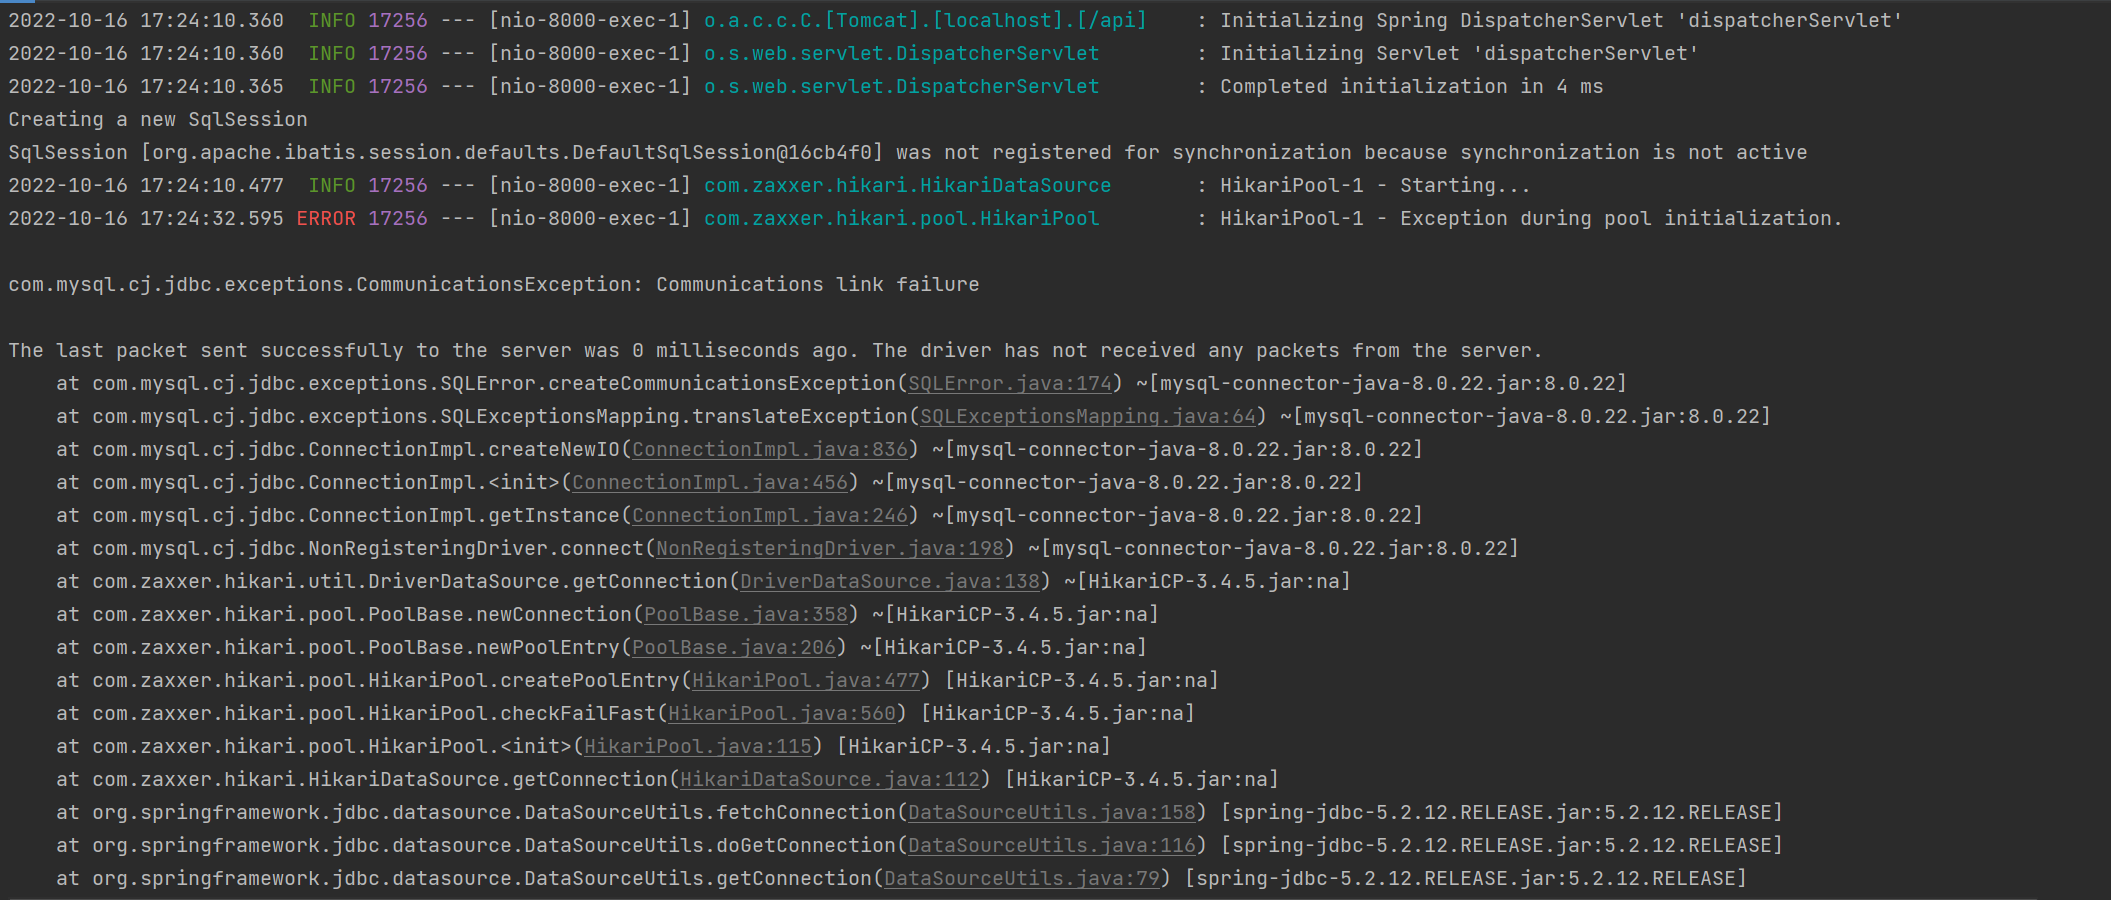 2022-10-16 17:24:10.360  INFO 17256 --- [nio-8000-exec-1] o.a.c.c.C.[Tomcat].[localhost].[/api]    : Initializing Spring DispatcherServlet 'dispatcherServlet'
2022-10-16 17:24:10.360  INFO 17256 --- [nio-8000-exec-1] o.s.web.servlet.DispatcherServlet        : Initializing Servlet 'dispatcherServlet'
2022-10-16 17:24:10.365  INFO 17256 --- [nio-8000-exec-1] o.s.web.servlet.DispatcherServlet        : Completed initialization in 4 ms
Creating a new SqlSession
SqlSession [org.apache.ibatis.session.defaults.DefaultSqlSession@16cb4f0] was not registered for synchronization because synchronization is not active
2022-10-16 17:24:10.477  INFO 17256 --- [nio-8000-exec-1] com.zaxxer.hikari.HikariDataSource       : HikariPool-1 - Starting...
2022-10-16 17:24:32.595 ERROR 17256 --- [nio-8000-exec-1] com.zaxxer.hikari.pool.HikariPool        : HikariPool-1 - Exception during pool initialization.
com.mysql.cj.jdbc.exceptions.CommunicationsException: Communications link failure
The last packet sent successfully to the server was 0 milliseconds ago. The driver has not received any packets from the server.
    at com.mysql.cj.jdbc.exceptions.SQLError.createCommunicationsException(SQLError.java:174) ~[mysql-connector-java-8.0.22.jar:8.0.22]
    at com.mysql.cj.jdbc.exceptions.SQLExceptionsMapping.translateException(SQLExceptionsMapping.java:64) ~[mysql-connector-java-8.0.22.jar:8.0.22]
    at com.mysql.cj.jdbc.ConnectionImpl.createNewIO(ConnectionImpl.java:836) ~[mysql-connector-java-8.0.22.jar:8.0.22]
    at com.mysql.cj.jdbc.ConnectionImpl.<init>(ConnectionImpl.java:456) ~[mysql-connector-java-8.0.22.jar:8.0.22]
    at com.mysql.cj.jdbc.ConnectionImpl.getInstance(ConnectionImpl.java:246) ~[mysql-connector-java-8.0.22.jar:8.0.22]
    at com.mysql.cj.jdbc.NonRegisteringDriver.connect(NonRegisteringDriver.java:198) ~[mysql-connector-java-8.0.22.jar:8.0.22]
    at com.zaxxer.hikari.util.DriverDataSource.getConnection(DriverDataSource.java:138) ~[HikariCP-3.4.5.jar:na]
    at com.zaxxer.hikari.pool.PoolBase.newConnection(PoolBase.java:358) ~[HikariCP-3.4.5.jar:na]
    at com.zaxxer.hikari.pool.PoolBase.newPoolEntry(PoolBase.java:206) ~[HikariCP-3.4.5.jar:na]
    at com.zaxxer.hikari.pool.HikariPool.createPoolEntry(HikariPool.java:477) [HikariCP-3.4.5.jar:na]
    at com.zaxxer.hikari.pool.HikariPool.checkFailFast(HikariPool.java:560) [HikariCP-3.4.5.jar:na]
    at com.zaxxer.hikari.pool.HikariPool.<init>(HikariPool.java:115) [HikariCP-3.4.5.jar:na]
    at com.zaxxer.hikari.HikariDataSource.getConnection(HikariDataSource.java:112) [HikariCP-3.4.5.jar:na]
    at org.springframework.jdbc.datasource.DataSourceUtils.fetchConnection(DataSourceUtils.java:158) [spring-jdbc-5.2.12.RELEASE.jar:5.2.12.RELEASE]
    at org.springframework.jdbc.datasource.DataSourceUtils.doGetConnection(DataSourceUtils.java:116) [spring-jdbc-5.2.12.RELEASE.jar:5.2.12.RELEASE]
    at org.springframework.jdbc.datasource.DataSourceUtils.getConnection(DataSourceUtils.java:79) [spring-jdbc-5.2.12.RELEASE.jar:5.2.12.RELEASE]